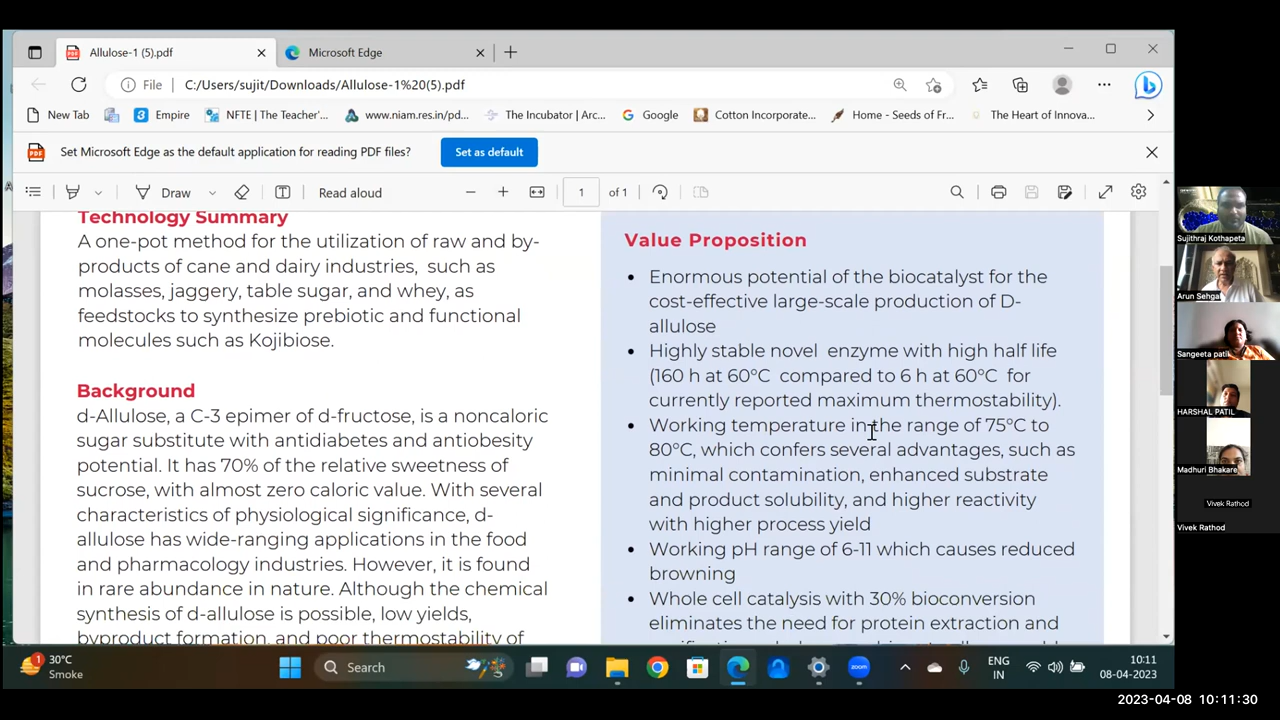 Allulose-1 (5).pdf
Microsoft Edge
File
C:/Users/sujit/Downloads/Allulose-1%20(5).pdf
New Tab
Empire
NFTE | The Teacher'...
www.niam.res.in/pd...
The Incubator | Arc...
Google
Cotton Incorporate...
Home - Seeds of Fr...
The Heart of Innova...
Set Microsoft Edge as the default application for reading PDF files?
Set as default
Draw
Read aloud
1
of 1
Technology Summary
A one-pot method for the utilization of raw and by-
products of cane and dairy industries, such as
molasses, jaggery, table sugar, and whey, as
feedstocks to synthesize prebiotic and functional
molecules such as Kojibiose.
Background
d-Allulose, a C-3 epimer of d-fructose, is a noncaloric
sugar substitute with antidiabetes and antiobesity
potential. It has 70% of the relative sweetness of
sucrose, with almost zero caloric value. With several
characteristics of physiological significance, d-
allulose has wide-ranging applications in the food
and pharmacology industries. However, it is found
in rare abundance in nature. Although the chemical
synthesis of d-allulose is possible, low yields,
byproduct formation, and poor thermostability of
Value Proposition
• Enormous potential of the biocatalyst for the
cost-effective large-scale production of D-
allulose
• Highly stable novel enzyme with high half life
(160 h at 60°C compared to 6 h at 60°C for
currently reported maximum thermostability).
• Working temperature in the range of 75°C to
80°C, which confers several advantages, such as
minimal contamination, enhanced substrate
and product solubility, and higher reactivity
with higher process yield
• Working pH range of 6-11 which causes reduced
browning
• Whole cell catalysis with 30% bioconversion
eliminates the need for protein extraction and
Sujithraj Kothapeta
Arun Sehgal
Sangeeta patil
HARSHAL PATIL
Madhuri Bhakare
Vivek Rathod
Vivek Rathod
1
30°C
Smoke
Search
zoom
ENG
IN
10:11
08-04-2023
2023-04-08 10:11:30